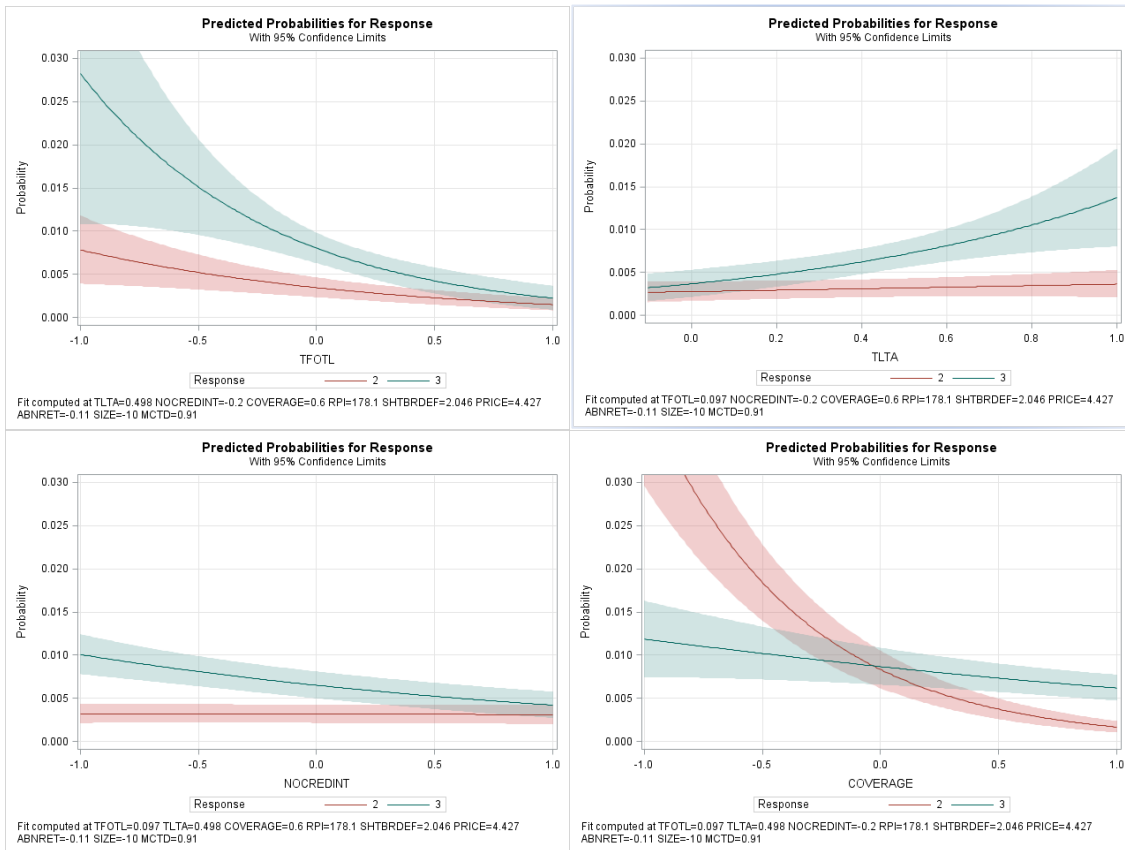 Predicted Probabilities for Response
With 95% Confidence Limits
0.030
0.025
0.020
0.015
0.010
0.005
0.000
Probability
-1.0
-0.5
0.0
0.5
1.0
TFOTL
Response 2 3
Fit computed at TLTA=0.498 NOCREDINT=-0.2 COVERAGE=0.6 RPI=178.1 SHTBRDEF=2.046 PRICE=4.427
ABNRET=-0.11 SIZE=-10 MCTD=0.91
Predicted Probabilities for Response
With 95% Confidence Limits
0.030
0.025
0.020
0.015
0.010
0.005
0.000
Probability
0.0
0.2
0.4
0.6
0.8
1.0
TLTA
Response 2 3
Fit computed at TFOTL=0.097 NOCREDINT=-0.2 COVERAGE=0.6 RPI=178.1 SHTBRDEF=2.046 PRICE=4.427
ABNRET=-0.11 SIZE=-10 MCTD=0.91
Predicted Probabilities for Response
With 95% Confidence Limits
0.030
0.025
0.020
0.015
0.010
0.005
0.000
Probability
-1.0
-0.5
0.0
0.5
1.0
NOCREDINT
Response 2 3
Fit computed at TFOTL=0.097 TLTA=0.498 COVERAGE=0.6 RPI=178.1 SHTBRDEF=2.046 PRICE=4.427
ABNRET=-0.11 SIZE=-10 MCTD=0.91
Predicted Probabilities for Response
With 95% Confidence Limits
0.030
0.025
0.020
0.015
0.010
0.005
0.000
Probability
-1.0
-0.5
0.0
0.5
1.0
COVERAGE
Response 2 3
Fit computed at TFOTL=0.097 TLTA=0.498 NOCREDINT=-0.2 RPI=178.1 SHTBRDEF=2.046 PRICE=4.427
ABNRET=-0.11 SIZE=-10 MCTD=0.91